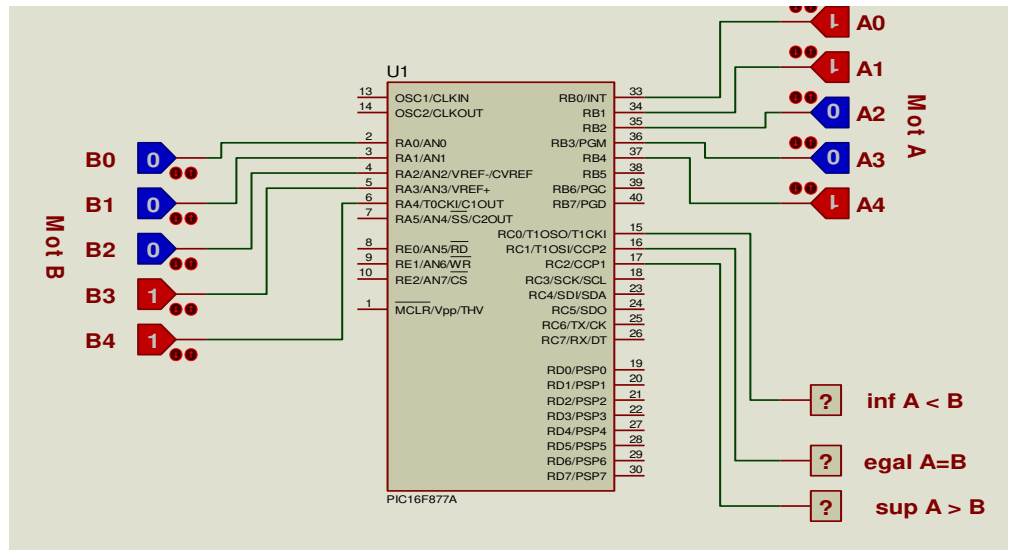 U1
13 OSC1/CLKIN
14 OSC2/CLKOUT
2 RA0/AN0
3 RA1/AN1
4 RA2/AN2/VREF-/CVREF
5 RA3/AN3/VREF+
6 RA4/T0CKI/C1OUT
7 RA5/AN4/SS/C2OUT
8 RE0/AN5/RD
9 RE1/AN6/WR
10 RE2/AN7/CS
1 MCLR/Vpp/THV
RB0/INT 33
RB1 34
RB2 35
RB3/PGM 36
RB4 37
RB5 38
RB6/PGC 39
RB7/PGD 40
RC0/T1OSO/T1CKI 15
RC1/T1OSI/CCP2 16
RC2/CCP1 17
RC3/SCK/SCL 18
RC4/SDI/SDA 23
RC5/SDO 24
RC6/TX/CK 25
RC7/RX/DT 26
RD0/PSP0 19
RD1/PSP1 20
RD2/PSP2 21
RD3/PSP3 22
RD4/PSP4 27
RD5/PSP5 28
RD6/PSP6 29
RD7/PSP7 30
PIC16F877A
Mot B
B0 0
B1 0
B2 0
B3 1
B4 1
1 A0
1 A1
0 A2
0 A3
1 A4
Mot A
? inf A < B
? egal A=B
? sup A > B